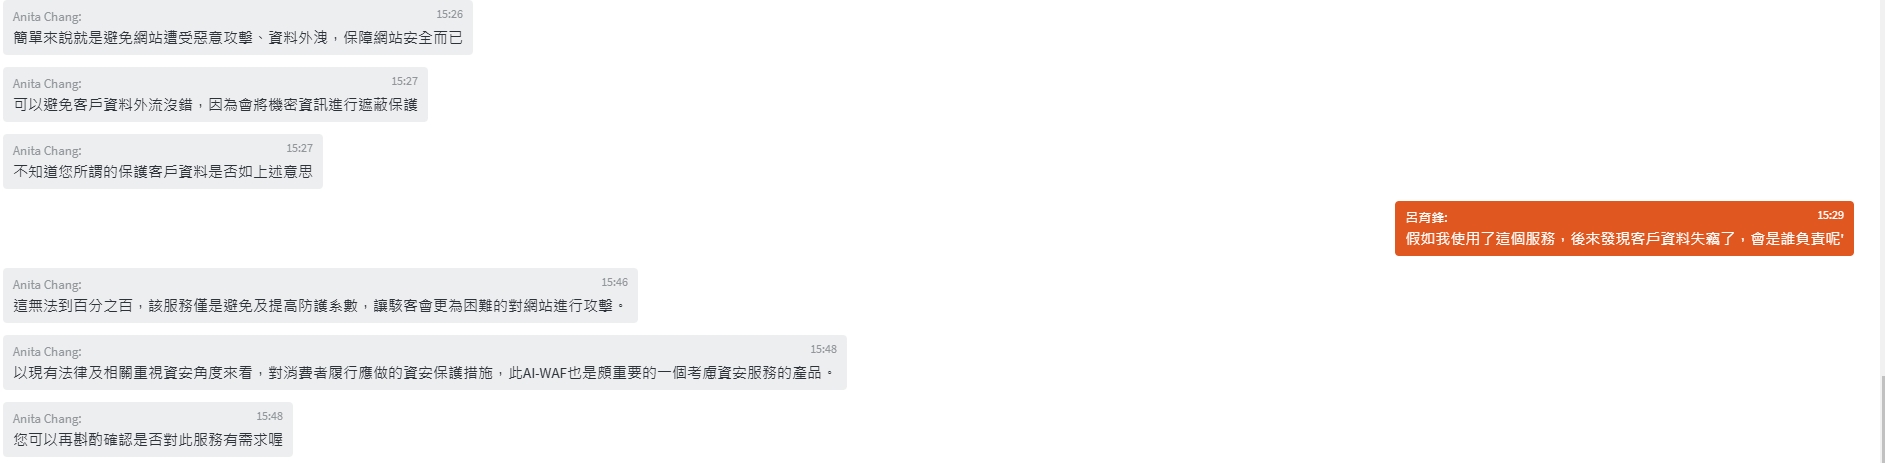 Anita Chang: 15:26
簡單來說就是避免網站遭受惡意攻擊、資料外洩，保障網站安全而已
Anita Chang: 15:27
可以避免客戶資料外流沒錯，因為會將機密資訊進行遮蔽保護
Anita Chang: 15:27
不知道您所謂的保護客戶資料是否如上述意思
呂育鋒: 15:29
假如我使用了這個服務，後來發現客戶資料失竊了，會是誰負責呢'
Anita Chang: 15:46
這無法到百分之百，該服務僅是避免及提高防護系數，讓駭客會更為困難的對網站進行攻擊。
Anita Chang: 15:48
以現有法律及相關重視資安角度來看，對消費者履行應做的資安保護措施，此AI-WAF也是頗重要的一個考慮資安服務的產品。
Anita Chang: 15:48
您可以再斟酌確認是否對此服務有需求喔